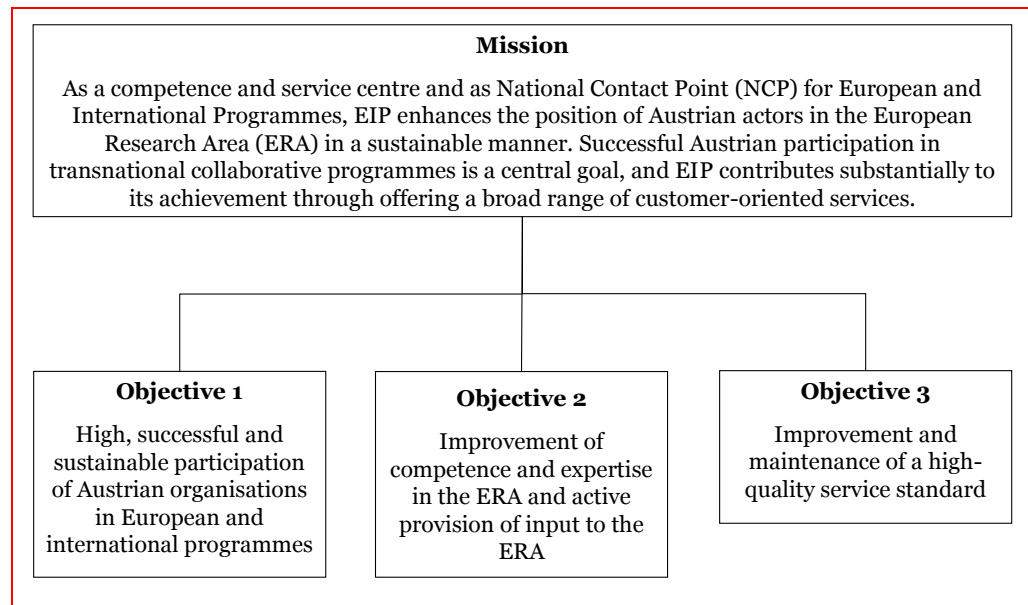 Mission
As a competence and service centre and as National Contact Point (NCP) for European and
International Programmes, EIP enhances the position of Austrian actors in the European
Research Area (ERA) in a sustainable manner. Successful Austrian participation in
transnational collaborative programmes is a central goal, and EIP contributes substantially to
its achievement through offering a broad range of customer-oriented services.
Objective 1
High, successful and
sustainable participation
of Austrian organisations
in European and
international programmes
Objective 2
Improvement of
competence and expertise
in the ERA and active
provision of input to the
ERA
Objective 3
Improvement and
maintenance of a high-
quality service standard